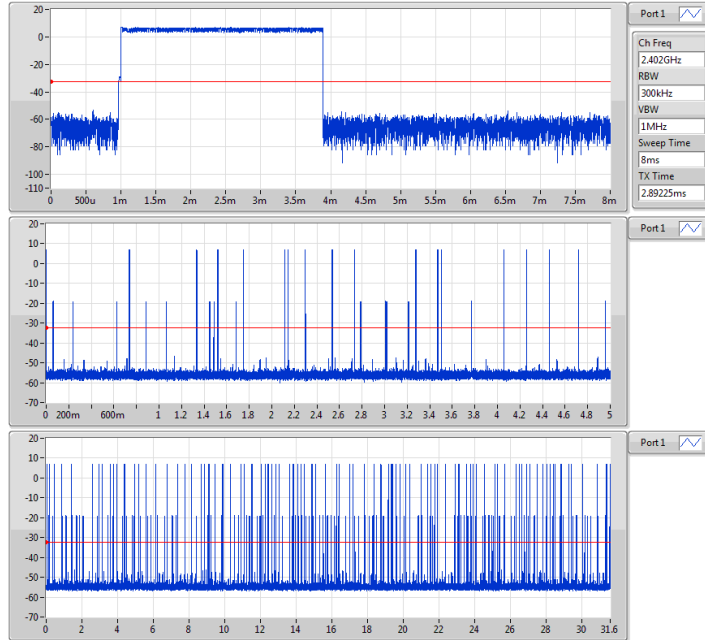 20
0
-20
-40
-60
-80
-100
-110
0 500u 1m 1.5m 2m 2.5m 3m 3.5m 4m 4.5m 5m 5.5m 6m 6.5m 7m 7.5m 8m
Port 1
Ch Freq
2.402GHz
RBW
300kHz
VBW
1MHz
Sweep Time
8ms
TX Time
2.89225ms
20
10
0
-10
-20
-30
-40
-50
-60
-70
0 200m 600m 1 1.2 1.4 1.6 1.8 2 2.2 2.4 2.6 2.8 3 3.2 3.4 3.6 3.8 4 4.2 4.4 4.6 4.8 5
Port 1
20
10
0
-10
-20
-30
-40
-50
-60
-70
0 2 4 6 8 10 12 14 16 18 20 22 24 26 28 30 31.6
Port 1